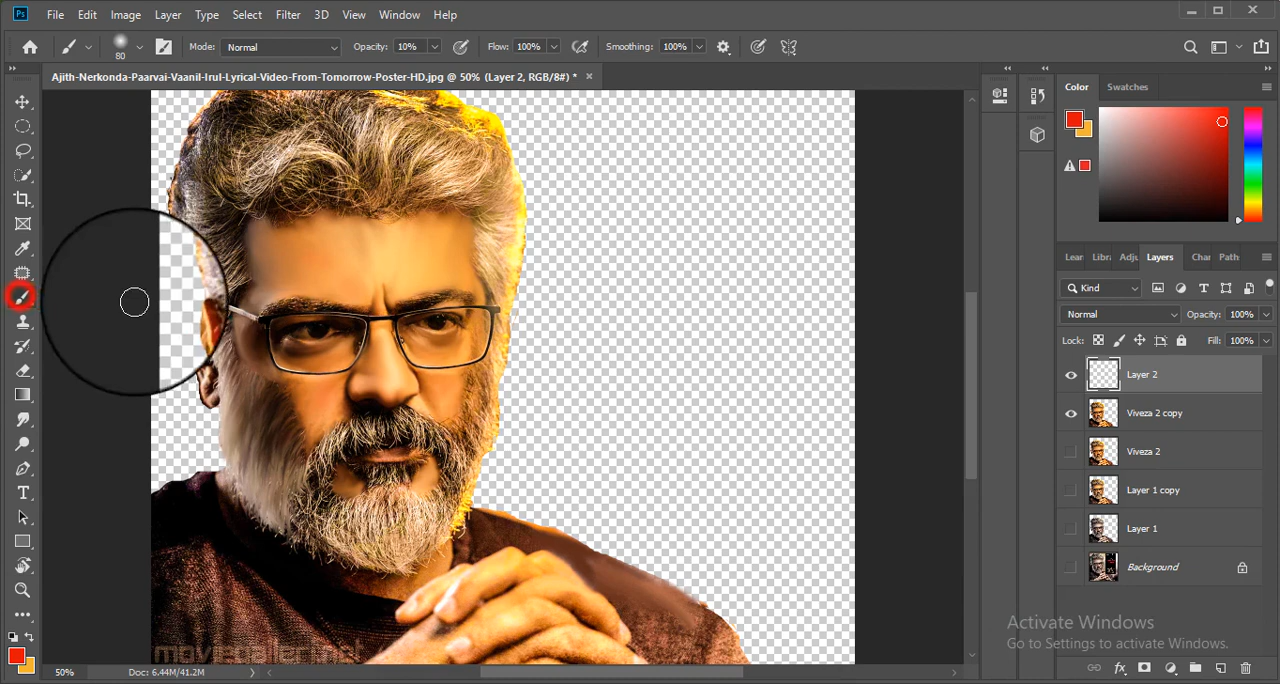 Ps File Edit Image Layer Type Select Filter 3D View Window Help
80 Mode: Normal Opacity: 10% Flow: 100% Smoothing: 100%
Ajith-Nerkonda-Paarvai-Vaanil-Irul-Lyrical-Video-From-Tomorrow-Poster-HD.jpg @ 50% (Layer 2, RGB/8#) *
Color Swatches
Lear Libra Adju Layers Char Path
Kind
Normal Opacity: 100%
Lock: Fill: 100%
Layer 2
Viveza 2 copy
Viveza 2
Layer 1 copy
Layer 1
Background
Activate Windows
Go to Settings to activate Windows.
50% Doc: 6.44M/41.2M